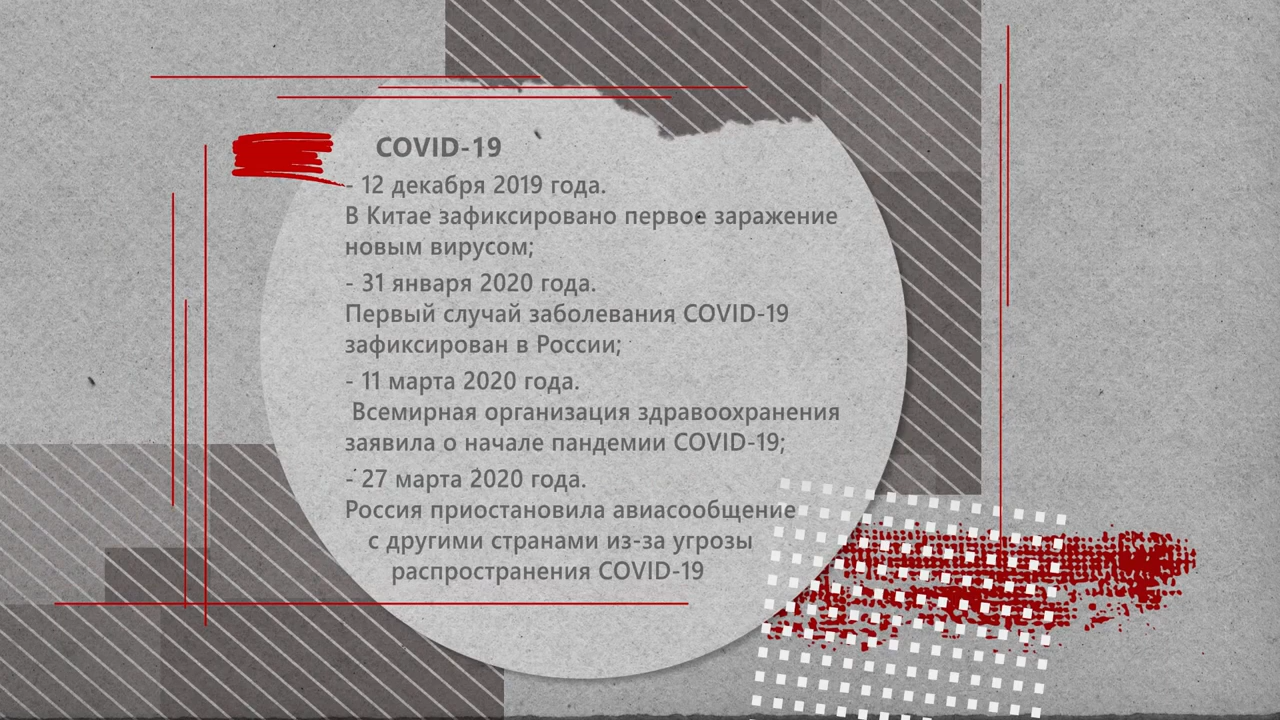 COVID-19
- 12 декабря 2019 года.
В Китае зафиксировано первое заражение
новым вирусом;
- 31 января 2020 года.
Первый случай заболевания COVID-19
зафиксирован в России;
- 11 марта 2020 года.
Всемирная организация здравоохранения
заявила о начале пандемии COVID-19;
- 27 марта 2020 года.
Россия приостановила авиасообщение
с другими странами из-за угрозы
распространения COVID-19